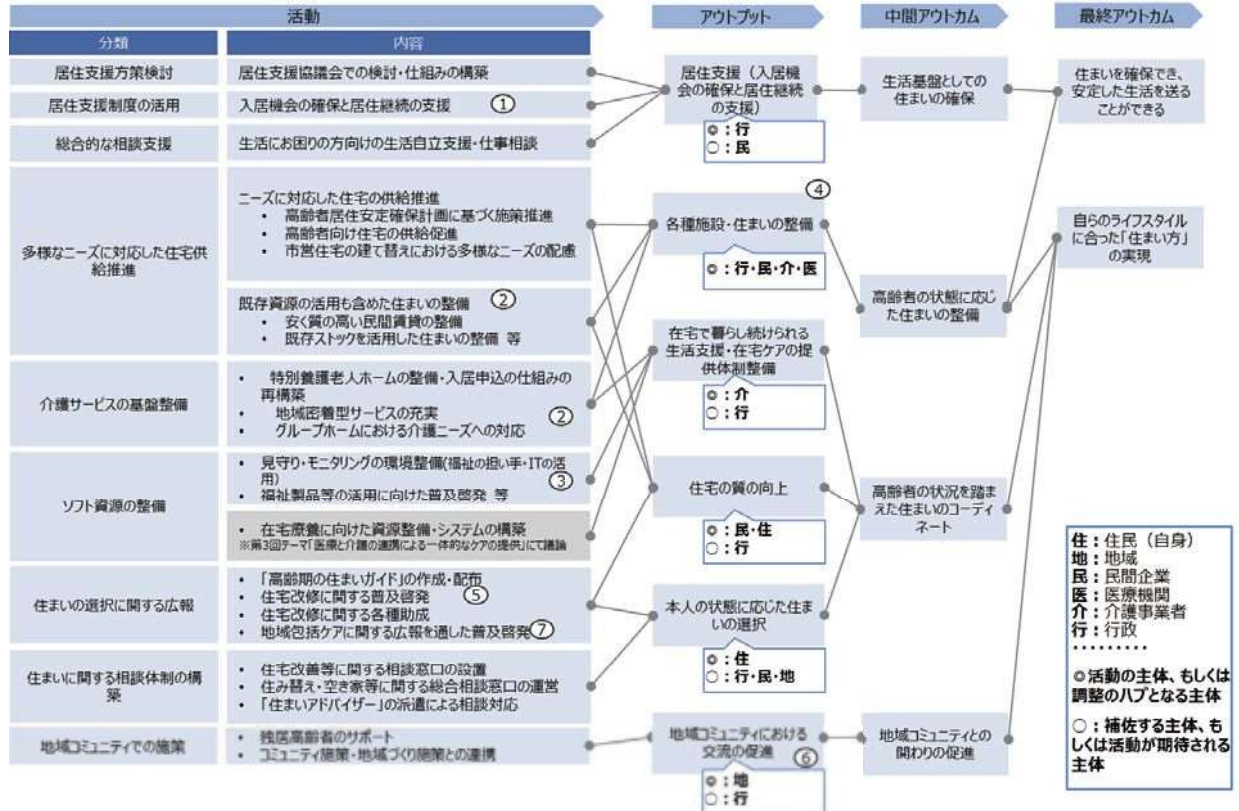 活動
アウトプット
中間アウトカム
最終アウトカム
分類
内容
居住支援方策検討
居住支援協議会での検討・仕組みの構築
居住支援制度の活用
入居機会の確保と居住継続の支援 ①
総合的な相談支援
生活にお困りの方向けの生活自立支援・仕事相談
多様なニーズに対応した住宅供
給推進
ニーズに対応した住宅の供給推進
• 高齢者居住安定確保計画に基づく施策推進
• 高齢者向け住宅の供給促進
• 市営住宅の建て替えにおける多様なニーズの配慮
既存資源の活用も含めた住まいの整備 ②
• 安く質の高い民間賃貸の整備
• 既存ストックを活用した住まいの整備 等
介護サービスの基盤整備
• 特別養護老人ホームの整備・入居申込の仕組みの
再構築
• 地域密着型サービスの充実
• グループホームにおける介護ニーズへの対応
②
ソフト資源の整備
• 見守り・モニタリングの環境整備(福祉の担い手・ITの活
用)
• 福祉製品等の活用に向けた普及啓発 等
③
• 在宅療養に向けた資源整備・システムの構築
※第3回テーマ「医療と介護の連携による一体的なケアの提供」にて議論
住まいの選択に関する広報
• 「高齢期の住まいガイド」の作成・配布
• 住宅改修に関する普及啓発 ⑤
• 住宅改修に関する各種助成
• 地域包括ケアに関する広報を通した普及啓発 ⑦
住まいに関する相談体制の構
築
• 住宅改善等に関する相談窓口の設置
• 住み替え・空き家等に関する総合相談窓口の運営
• 「住まいアドバイザー」の派遣による相談対応
地域コミュニティでの施策
• 独居高齢者のサポート
• コミュニティ施策・地域づくり施策との連携
居住支援（入居機
会の確保と居住継続
の支援）
◎：行
○：民
④
各種施設・住まいの整備
◎：行・民・介・医
在宅で暮らし続けられる
生活支援・在宅ケアの提
供体制整備
◎：介
○：行
住宅の質の向上
◎：民・住
○：行
本人の状態に応じた住ま
いの選択
◎：住
○：行・民・地
地域コミュニティにおける
交流の促進 ⑥
◎：地
○：行
生活基盤としての
住まいの確保
高齢者の状態に応じ
た住まいの整備
高齢者の状況を踏ま
えた住まいのコーディ
ネート
地域コミュニティとの
関わりの促進
住まいを確保でき、
安定した生活を送る
ことができる
自らのライフスタイル
に合った「住まい方」
の実現
住：住民（自身）
地：地域
民：民間企業
医：医療機関
介：介護事業者
行：行政
・・・・・・・・・
◎活動の主体、もしくは
調整のハブとなる主体
○：補佐する主体、も
しくは活動が期待される
主体